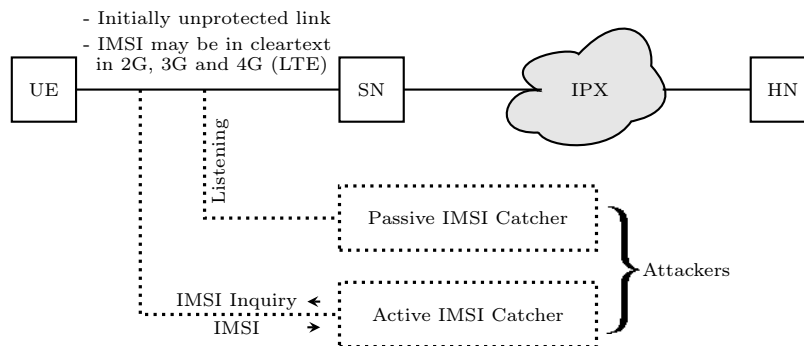 - Initially unprotected link
- IMSI may be in cleartext
in 2G, 3G and 4G (LTE)
UE
SN
IPX
HN
Listening
Passive IMSI Catcher
Attackers
IMSI Inquiry
Active IMSI Catcher
IMSI